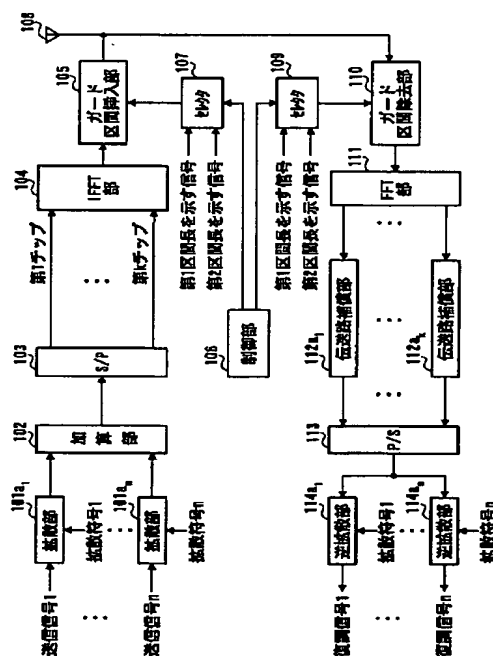 送信信号1
送信信号n
101a1
拡散部
拡散符号1
101an
拡散部
拡散符号n
102
加算部
103
S/P
第1チップ
第kチップ
104
IFFT部
105
ガード
区間挿入部
108
106
制御部
107
セレクタ
第1区間長を示す信号
第2区間長を示す信号
109
セレクタ
第1区間長を示す信号
第2区間長を示す信号
110
ガード
区間除去部
111
FFT部
112a1
伝送路補償部
112ak
伝送路補償部
113
P/S
114a1
逆拡散部
拡散符号1
114an
逆拡散部
拡散符号n
復調信号1
復調信号n